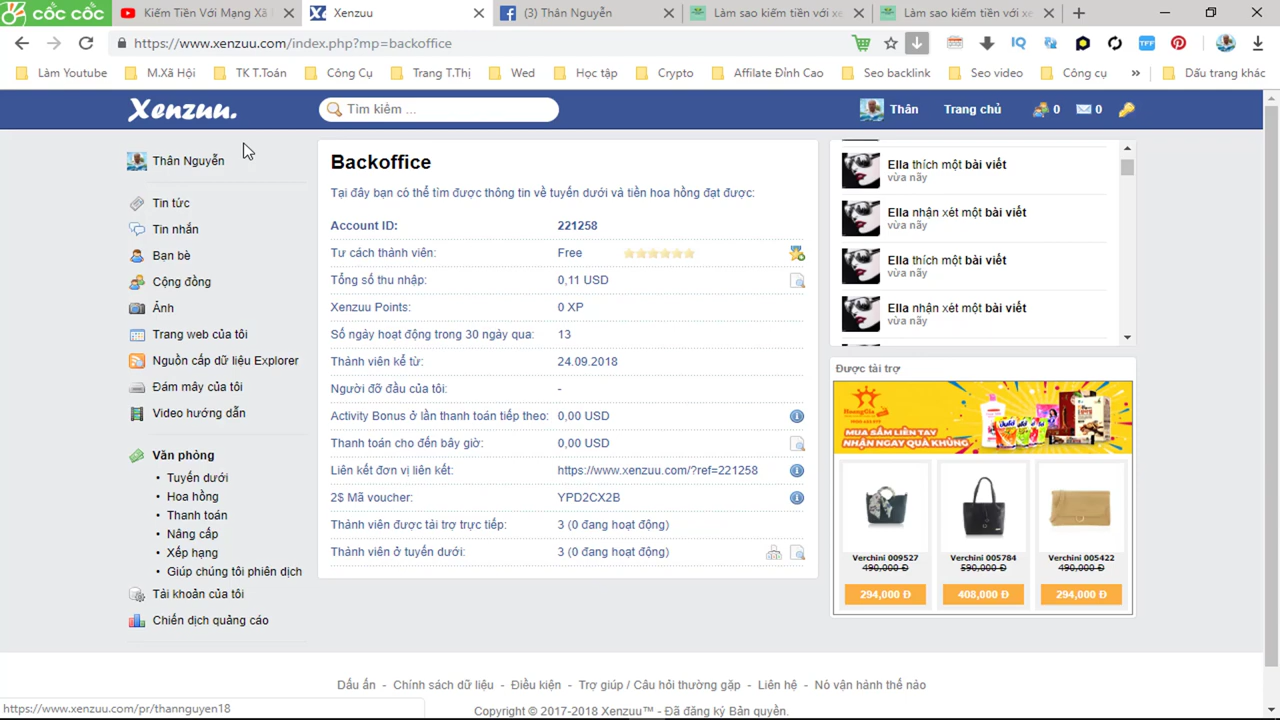 cốc cốc
Kiếm Tiền Với Mạng Xã
Xenzuu
(3) Thân Nguyễn
Làm sao kiếm tiền với xe
Làm sao kiếm tiền với xe
https://www.xenzuu.com/index.php?mp=backoffice
Làm Youtube
M.Xã Hội
TK T.Toán
Công Cụ
Trang T.Thị
Wed
Học tập
Crypto
Affilate Đỉnh Cao
Seo backlink
Seo video
Công cụ
»
Dấu trang khác
Xenzuu.
Tìm kiếm ...
Thân
Trang chủ
0
0
Thân Nguyễn
Tin tức
Tin nhắn
Bạn bè
Cộng đồng
Ảnh
Trang web của tôi
Nguồn cấp dữ liệu Explorer
Đám mây của tôi
Video hướng dẫn
Văn phòng
• Tuyến dưới
• Hoa hồng
• Thanh toán
• Nâng cấp
• Xếp hạng
• Giúp chúng tôi phiên dịch
Tài khoản của tôi
Chiến dịch quảng cáo
Backoffice
Tại đây bạn có thể tìm được thông tin về tuyến dưới và tiền hoa hồng đạt được:
Account ID: 221258
Tư cách thành viên: Free
Tổng số thu nhập: 0,11 USD
Xenzuu Points: 0 XP
Số ngày hoạt động trong 30 ngày qua: 13
Thành viên kể từ: 24.09.2018
Người đỡ đầu của tôi: -
Activity Bonus ở lần thanh toán tiếp theo: 0,00 USD
Thanh toán cho đến bây giờ: 0,00 USD
Liên kết đơn vị liên kết: https://www.xenzuu.com/?ref=221258
2$ Mã voucher: YPD2CX2B
Thành viên được tài trợ trực tiếp: 3 (0 đang hoạt động)
Thành viên ở tuyến dưới: 3 (0 đang hoạt động)
Ella thích một bài viết
vừa nãy
Ella nhận xét một bài viết
vừa nãy
Ella thích một bài viết
vừa nãy
Ella nhận xét một bài viết
vừa nãy
Được tài trợ
HoangGia
MUA SẮM LIỀN TAY
NHẬN NGAY QUÀ KHỦNG
Verchini 009527
490,000 Đ
294,000 Đ
Verchini 005784
590,000 Đ
408,000 Đ
Verchini 005422
490,000 Đ
294,000 Đ
Dấu ấn - Chính sách dữ liệu - Điều kiện - Trợ giúp / Câu hỏi thường gặp - Liên hệ - Nó vận hành thế nào
Copyright © 2017-2018 Xenzuu™ - Đã đăng ký Bản quyền.
https://www.xenzuu.com/pr/thannguyen18